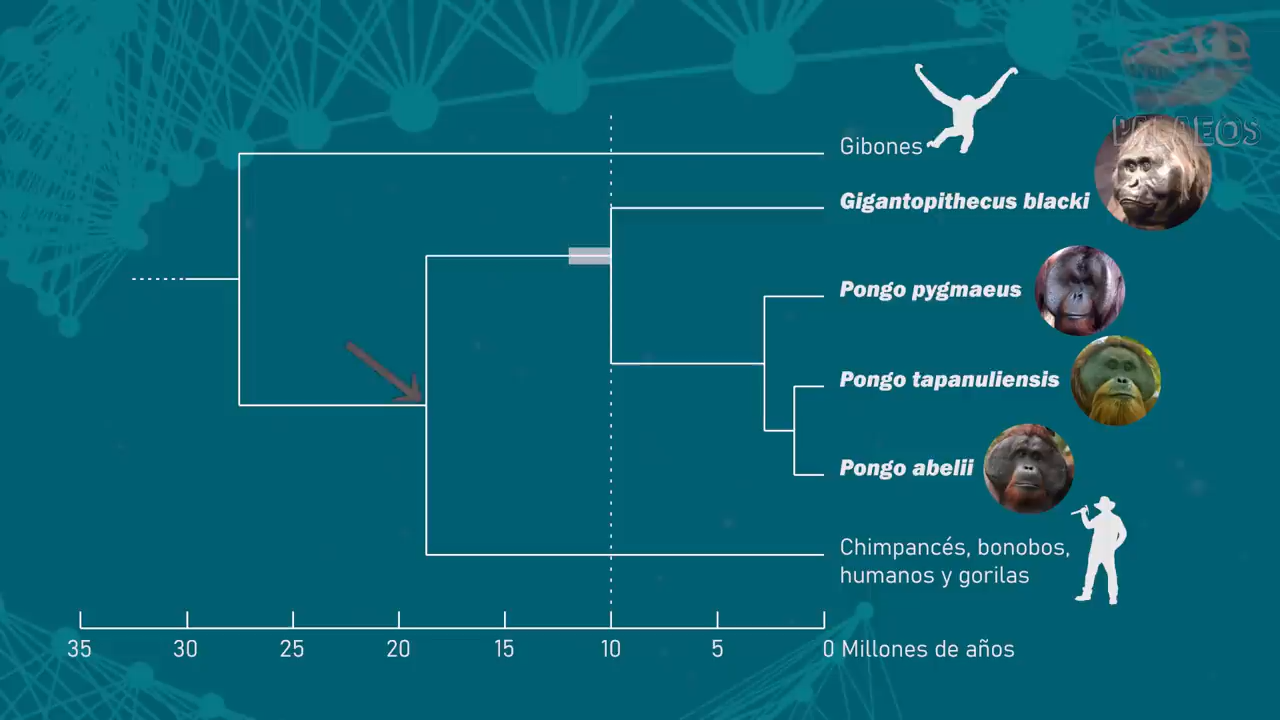 PALAEOS
Gibones
Gigantopithecus blacki
Pongo pygmaeus
Pongo tapanuliensis
Pongo abelii
Chimpancés, bonobos,
humanos y gorilas
35 30 25 20 15 10 5 0 Millones de años